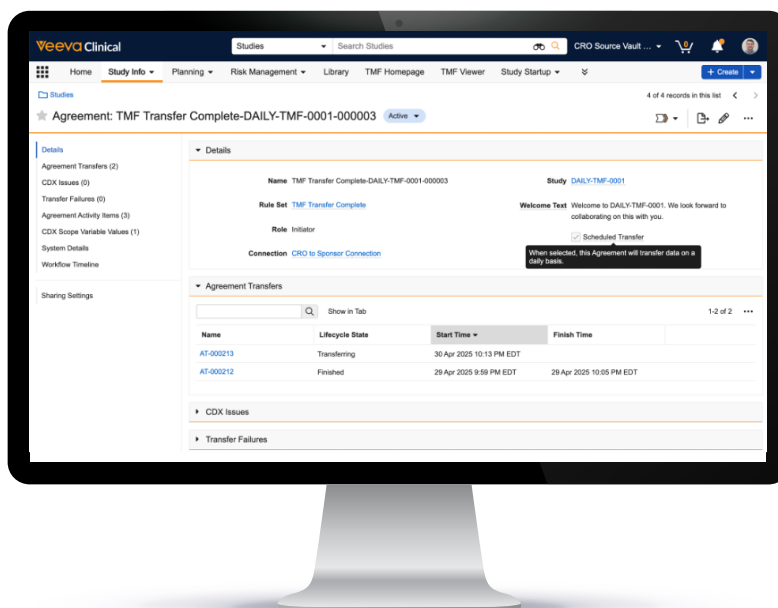 Veeva Clinical
Studies
Search Studies
CRO Source Vault ...
Home
Study Info
Planning
Risk Management
Library
TMF Homepage
TMF Viewer
Study Startup
+ Create
Studies
4 of 4 records in this list
Agreement: TMF Transfer Complete-DAILY-TMF-0001-000003
Active
Details
Agreement Transfers (2)
CDX Issues (0)
Transfer Failures (0)
Agreement Activity Items (3)
CDX Scope Variable Values (1)
System Details
Workflow Timeline
Sharing Settings
Details
Name TMF Transfer Complete-DAILY-TMF-0001-000003
Study DAILY-TMF-0001
Rule Set TMF Transfer Complete
Welcome Text Welcome to DAILY-TMF-0001. We look forward to
collaborating on this with you.
Role Initiator
Scheduled Transfer
Connection CRO to Sponsor Connection
When selected, this Agreement will transfer data on a
daily basis.
Agreement Transfers
Show in Tab
1-2 of 2
Name Lifecycle State Start Time Finish Time
AT-000213 Transferring 30 Apr 2025 10:13 PM EDT
AT-000212 Finished 29 Apr 2025 9:59 PM EDT 29 Apr 2025 10:05 PM EDT
CDX Issues
Transfer Failures